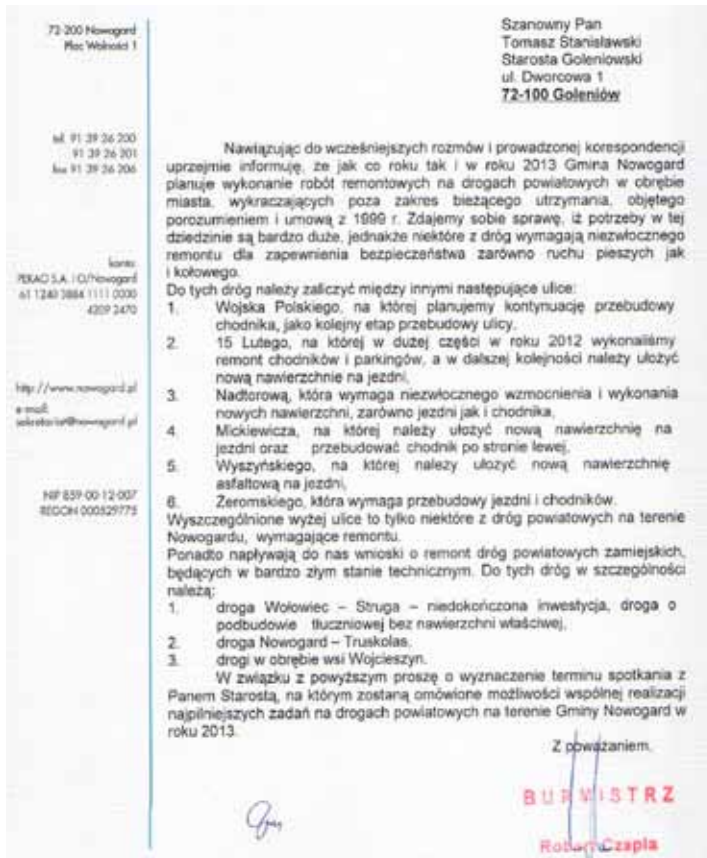 72-200 Nowogard
Plac Wolności 1
tel. 91 39 26 200
91 39 26 201
fax 91 39 26 206
konto:
PEKAO S.A. I O/Nowogard
61 1240 3884 1111 0000
4209 2470
http://www.nowogard.pl
e-mail:
sekretariat@nowogard.pl
NIP 859-00-12-007
REGON 000529775
Szanowny Pan
Tomasz Stanisławski
Starosta Goleniowski
ul. Dworcowa 1
72-100 Goleniów
Nawiązując do wcześniejszych rozmów i prowadzonej korespondencji
uprzejmie informuję, że jak co roku tak i w roku 2013 Gmina Nowogard
planuje wykonanie robót remontowych na drogach powiatowych w obrębie
miasta, wykraczających poza zakres bieżącego utrzymania, objętego
porozumieniem i umową z 1999 r. Zdajemy sobie sprawę, iż potrzeby w tej
dziedzinie są bardzo duże, jednakże niektóre z dróg wymagają niezwłocznego
remontu dla zapewnienia bezpieczeństwa zarówno ruchu pieszych jak
i kołowego.
Do tych dróg należy zaliczyć między innymi następujące ulice:
1. Wojska Polskiego, na której planujemy kontynuację przebudowy
chodnika, jako kolejny etap przebudowy ulicy,
2. 15 Lutego, na której w dużej części w roku 2012 wykonaliśmy
remont chodników i parkingów, a w dalszej kolejności należy ułożyć
nową nawierzchnie na jezdni,
3. Nadtorową, która wymaga niezwłocznego wzmocnienia i wykonania
nowych nawierzchni, zarówno jezdni jak i chodnika,
4. Mickiewicza, na której należy ułożyć nową nawierzchnię na
jezdni oraz przebudować chodnik po stronie lewej,
5. Wyszyńskiego, na której należy ułożyć nową nawierzchnię
asfaltową na jezdni,
6. Żeromskiego, która wymaga przebudowy jezdni i chodników.
Wyszczególnione wyżej ulice to tylko niektóre z dróg powiatowych na terenie
Nowogardu, wymagające remontu.
Ponadto napływają do nas wnioski o remont dróg powiatowych zamiejskich,
będących w bardzo złym stanie technicznym. Do tych dróg w szczególności
należą:
1. droga Wołowiec – Struga – niedokończona inwestycja, droga o
podbudowie tłuczniowej bez nawierzchni właściwej,
2. droga Nowogard – Truskolas,
3. drogi w obrębie wsi Wojcieszyn.
W związku z powyższym proszę o wyznaczenie terminu spotkania z
Panem Starostą, na którym zostaną omówione możliwości wspólnej realizacji
najpilniejszych zadań na drogach powiatowych na terenie Gminy Nowogard w
roku 2013.
Z poważaniem,
BURMISTRZ
Robert Czapla